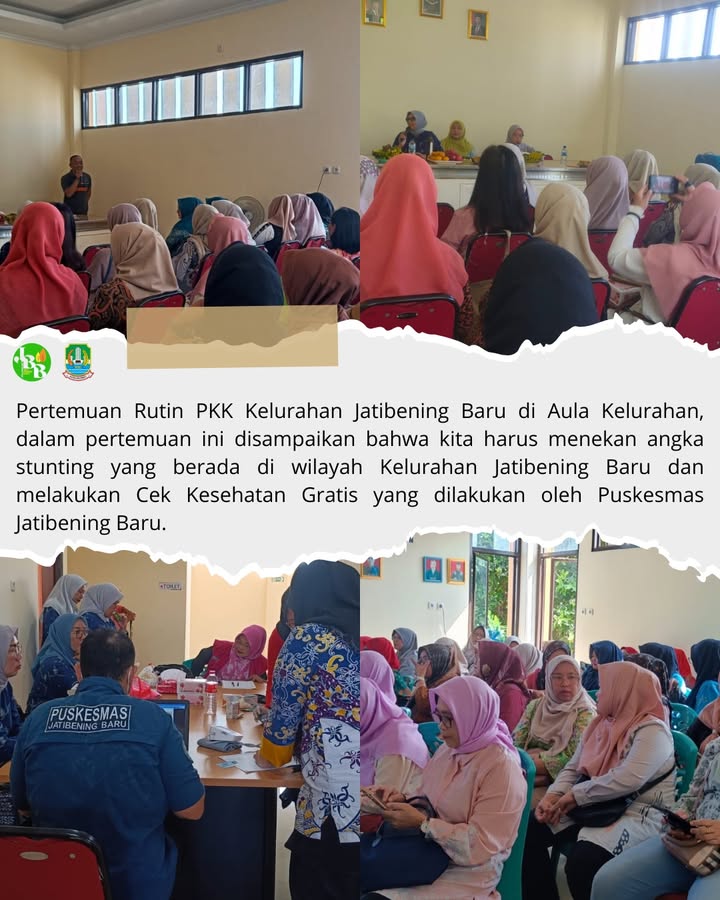 JBB
Pertemuan Rutin PKK Kelurahan Jatibening Baru di Aula Kelurahan,
dalam pertemuan ini disampaikan bahwa kita harus menekan angka
stunting yang berada di wilayah Kelurahan Jatibening Baru dan
melakukan Cek Kesehatan Gratis yang dilakukan oleh Puskesmas
Jatibening Baru.
TOILET
PUSKESMAS
JATIBENING BARU